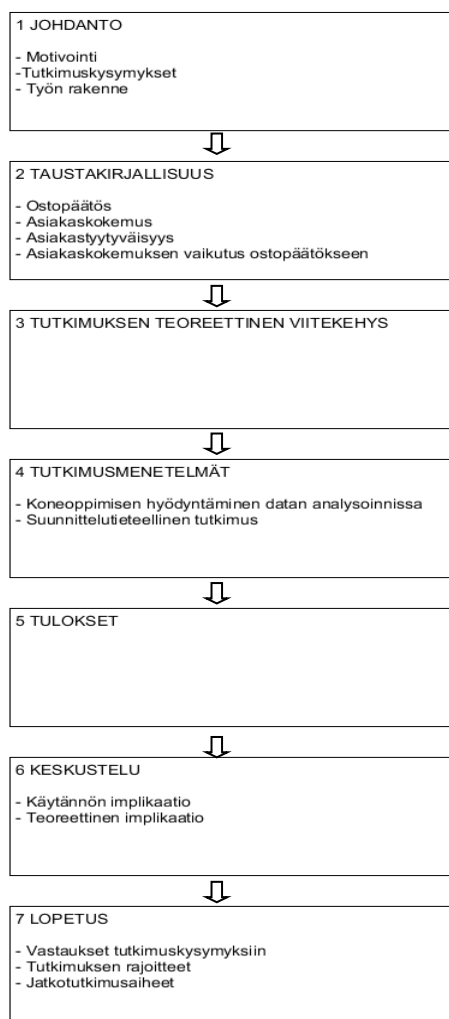 1 JOHDANTO
- Motivointi
-Tutkimuskysymykset
- Työn rakenne
2 TAUSTAKIRJALLISUUS
- Ostopäätös
- Asiakaskokemus
- Asiakastyytyväisyys
- Asiakaskokemuksen vaikutus ostopäätökseen
3 TUTKIMUKSEN TEOREETTINEN VIITEKEHYS
4 TUTKIMUSMENETELMÄT
- Koneoppimisen hyödyntäminen datan analysoinnissa
- Suunnittelutieteellinen tutkimus
5 TULOKSET
6 KESKUSTELU
- Käytännön implikaatio
- Teoreettinen implikaatio
7 LOPETUS
- Vastaukset tutkimuskysymyksiin
- Tutkimuksen rajoitteet
- Jatkotutkimusaiheet